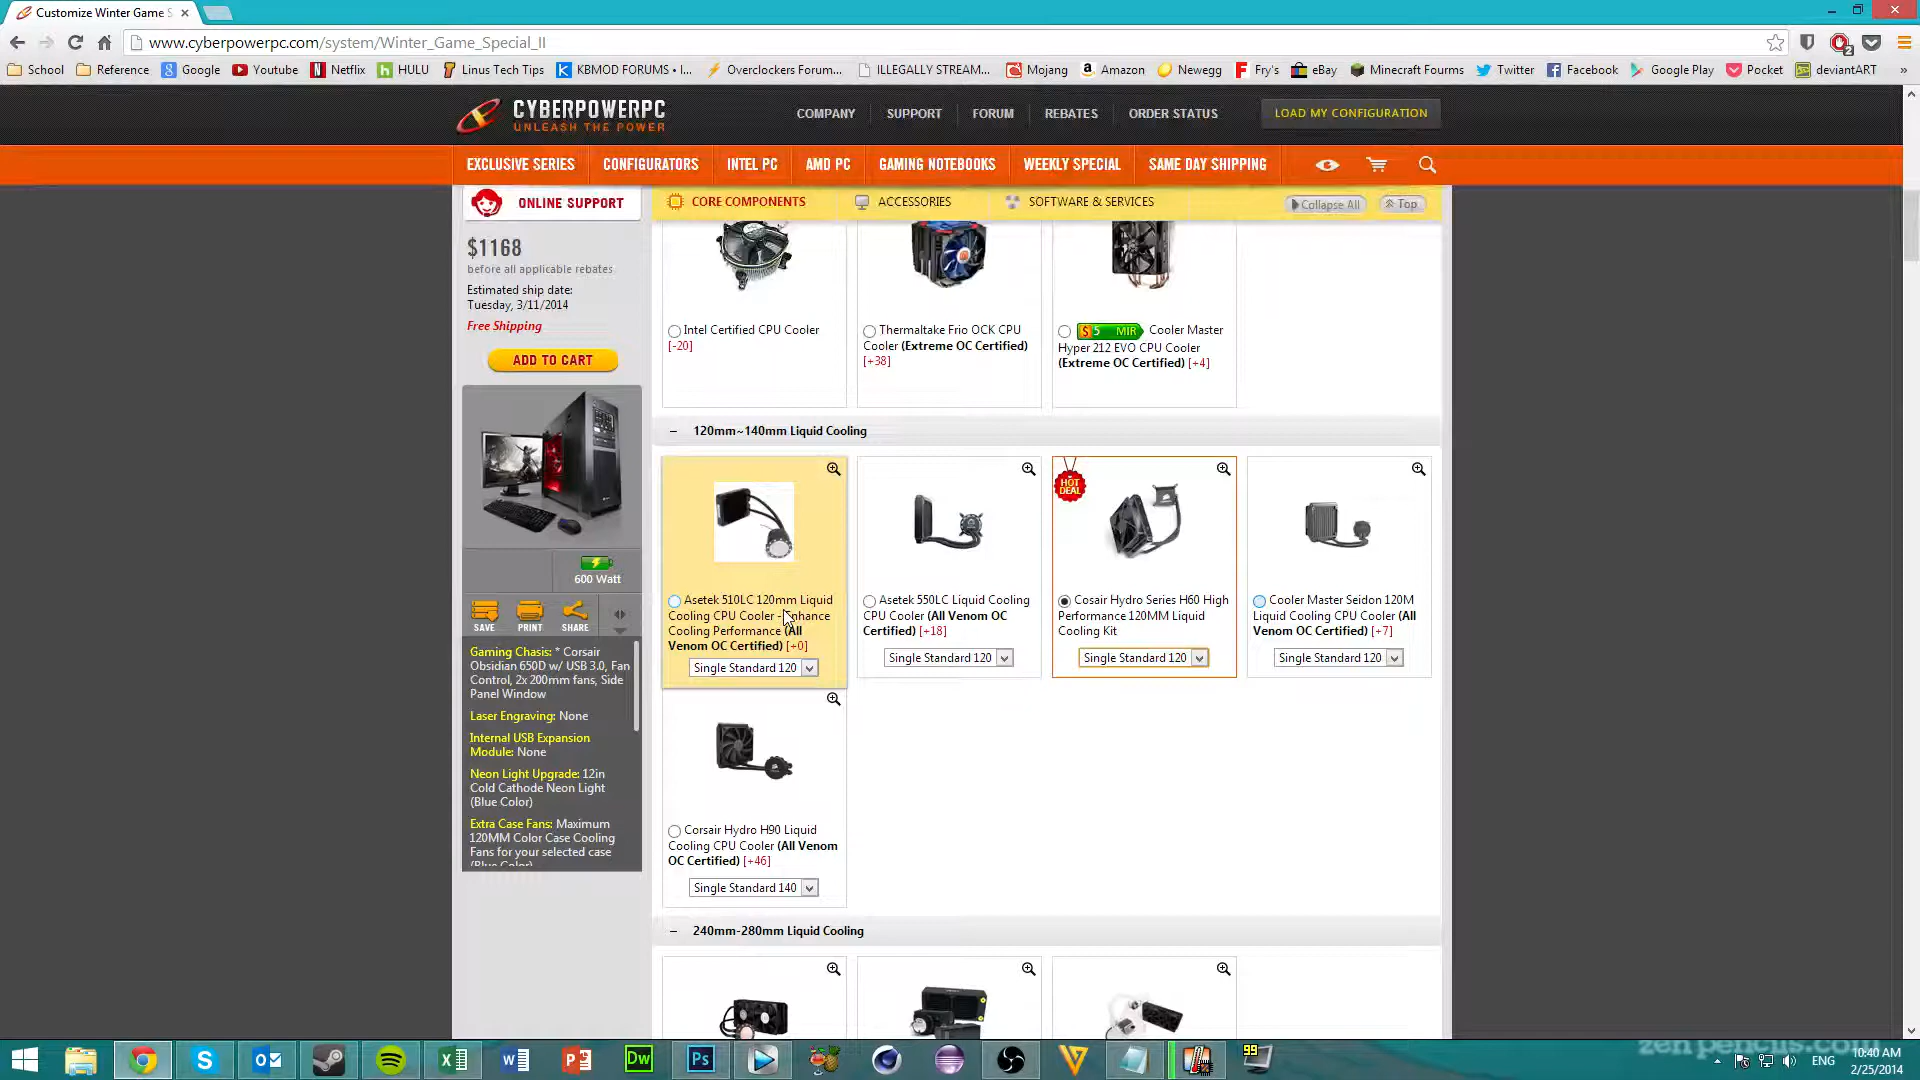 Customize Winter Game S
www.cyberpowerpc.com/system/Winter_Game_Special_II
School
Reference
Google
Youtube
Netflix
HULU
Linus Tech Tips
KBMOD FORUMS • I...
Overclockers Forum...
ILLEGALLY STREAM...
Mojang
Amazon
Newegg
Fry's
eBay
Minecraft Fourms
Twitter
Facebook
Google Play
Pocket
deviantART
»
CYBERPOWERPC
UNLEASH THE POWER
COMPANY
SUPPORT
FORUM
REBATES
ORDER STATUS
LOAD MY CONFIGURATION
EXCLUSIVE SERIES
CONFIGURATORS
INTEL PC
AMD PC
GAMING NOTEBOOKS
WEEKLY SPECIAL
SAME DAY SHIPPING
ONLINE SUPPORT
CORE COMPONENTS
ACCESSORIES
SOFTWARE & SERVICES
Collapse All
Top
$1168
before all applicable rebates
Estimated ship date:
Tuesday, 3/11/2014
Free Shipping
ADD TO CART
600 Watt
SAVE
PRINT
SHARE
Gaming Chasis: * Corsair
Obsidian 650D w/ USB 3.0, Fan
Control, 2x 200mm fans, Side
Panel Window
Laser Engraving: None
Internal USB Expansion
Module: None
Neon Light Upgrade: 12in
Cold Cathode Neon Light
(Blue Color)
Extra Case Fans: Maximum
120MM Color Case Cooling
Fans for your selected case
(Blue Color)
Intel Certified CPU Cooler
[-20]
Thermaltake Frio OCK CPU
Cooler (Extreme OC Certified)
[+38]
$5 MIR Cooler Master
Hyper 212 EVO CPU Cooler
(Extreme OC Certified) [+4]
120mm~140mm Liquid Cooling
Asetek 510LC 120mm Liquid
Cooling CPU Cooler - Enhance
Cooling Performance (All
Venom OC Certified) [+0]
Single Standard 120
Asetek 550LC Liquid Cooling
CPU Cooler (All Venom OC
Certified) [+18]
Single Standard 120
HOT
DEAL
Cosair Hydro Series H60 High
Performance 120MM Liquid
Cooling Kit
Single Standard 120
Cooler Master Seidon 120M
Liquid Cooling CPU Cooler (All
Venom OC Certified) [+7]
Single Standard 120
Corsair Hydro H90 Liquid
Cooling CPU Cooler (All Venom
OC Certified) [+46]
Single Standard 140
240mm-280mm Liquid Cooling
zen pencils.com
99
ENG
10:40 AM
2/25/2014